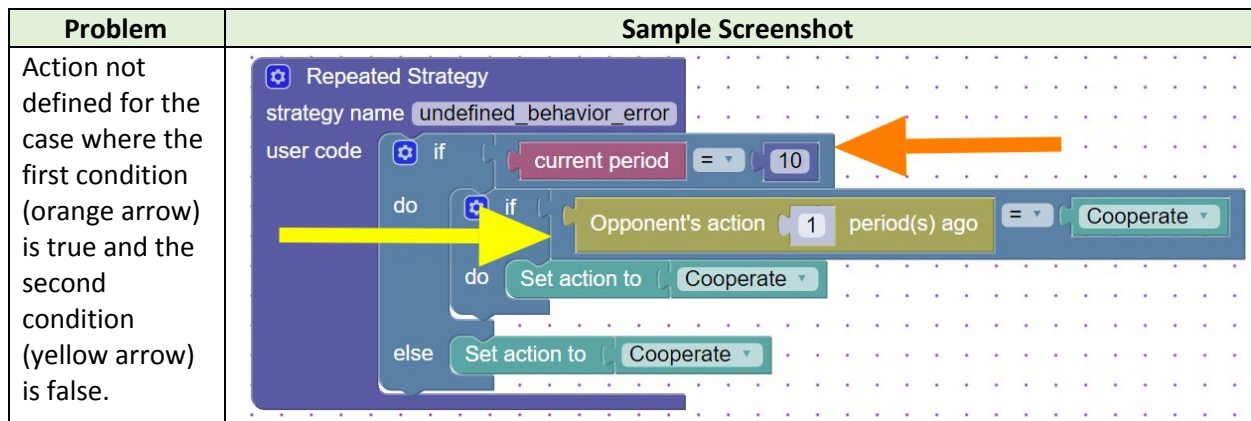 Problem
Sample Screenshot
Action not
defined for the
case where the
first condition
(orange arrow)
is true and the
second
condition
(yellow arrow)
is false.
Repeated Strategy
strategy name undefined_behavior_error
user code if current period = 10
do if Opponent's action 1 period(s) ago = Cooperate
do Set action to Cooperate
else Set action to Cooperate